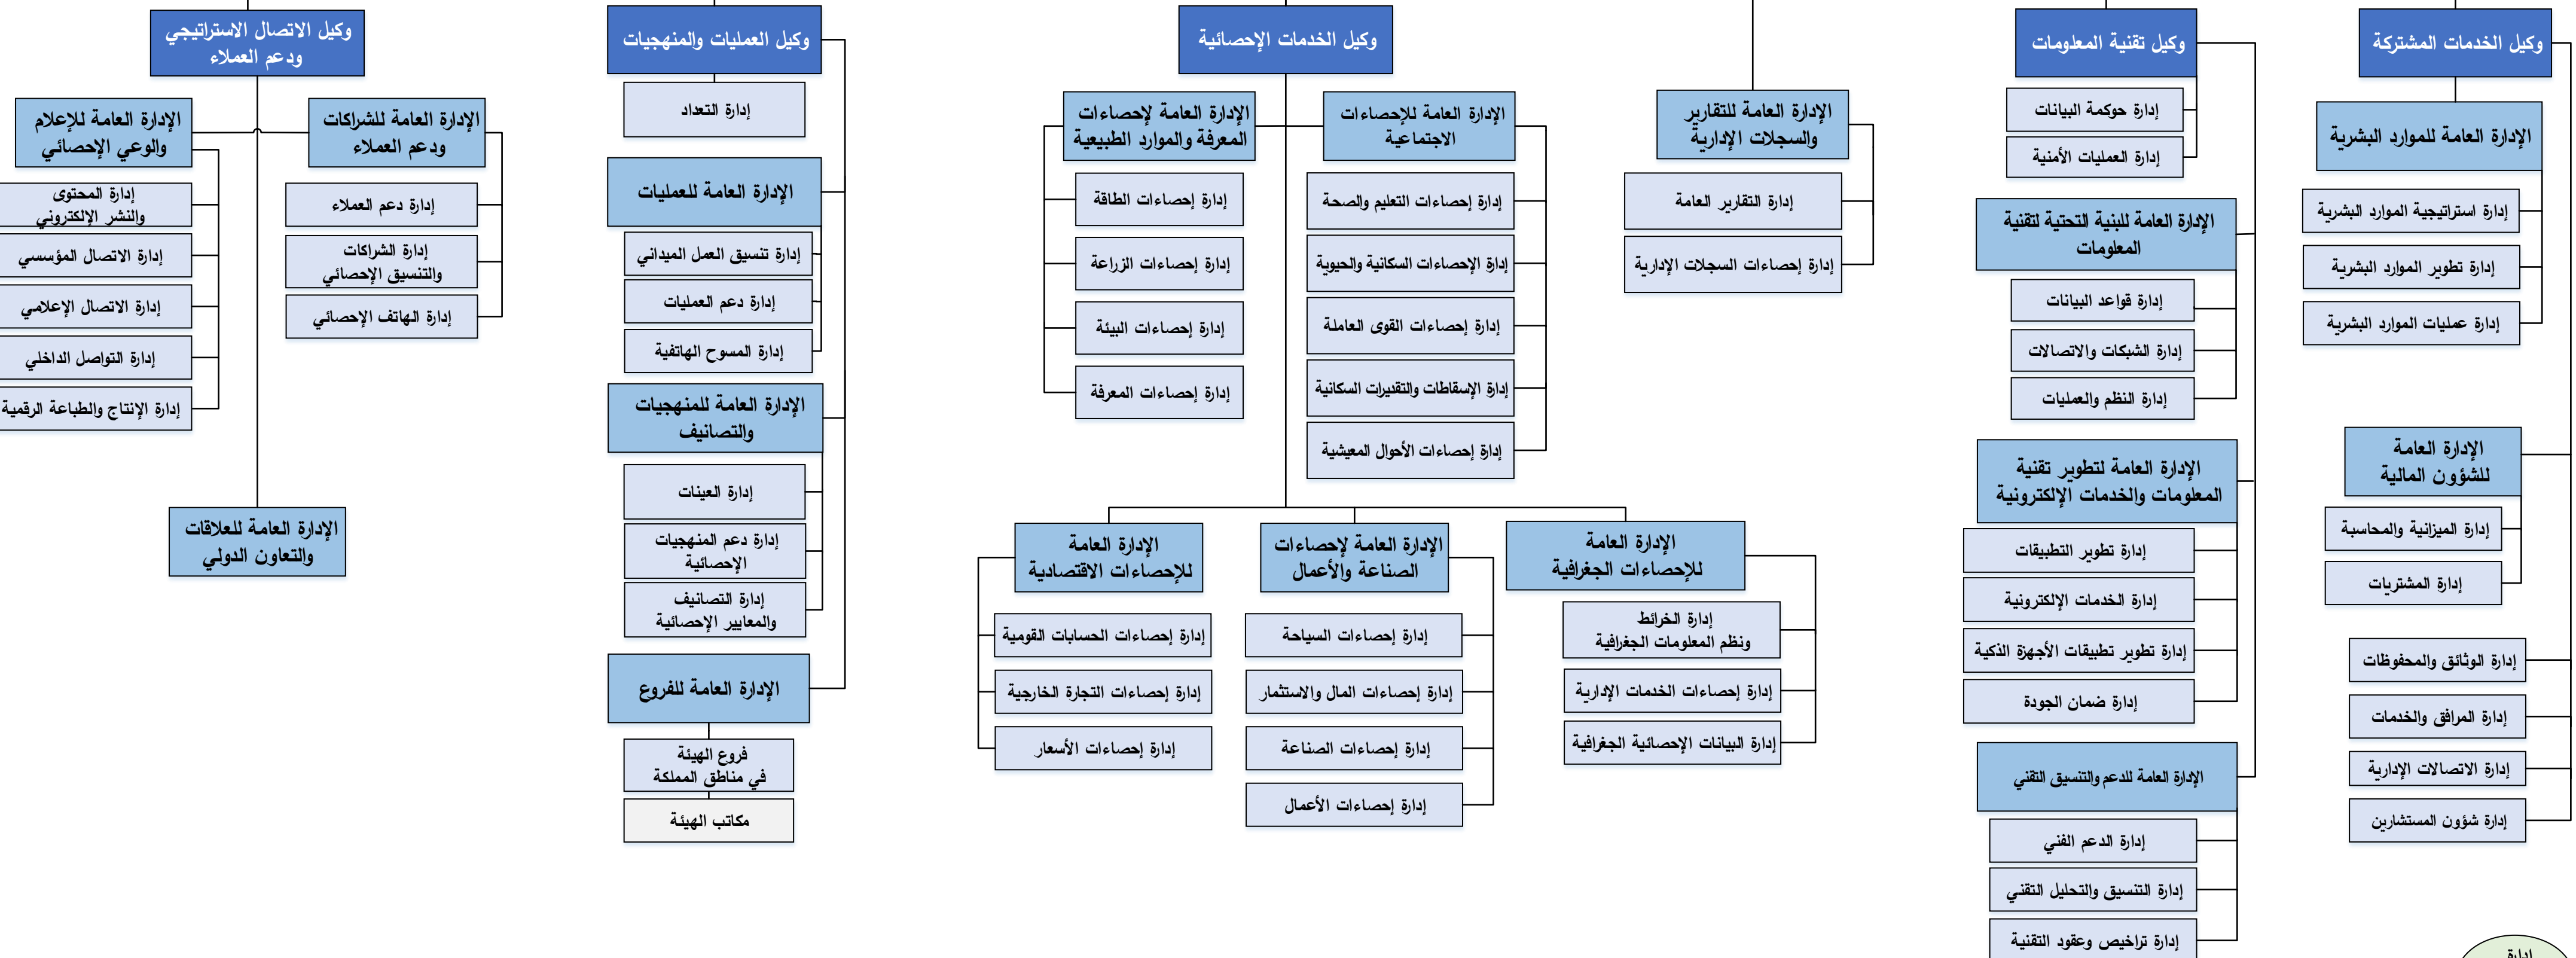 وكيل الخدمات المشتركة
الإدارة العامة للموارد البشرية
إدارة استراتيجية الموارد البشرية
إدارة تطوير الموارد البشرية
إدارة عمليات الموارد البشرية
الإدارة العامة
للشؤون المالية
إدارة الميزانية والمحاسبة
إدارة المشتريات
إدارة الوثائق والمحفوظات
إدارة المرافق والخدمات
إدارة الاتصالات الإدارية
إدارة شؤون المستشارين
إدارة
وكيل تقنية المعلومات
إدارة حوكمة البيانات
إدارة العمليات الأمنية
الإدارة العامة للبنية التحتية لتقنية
المعلومات
إدارة قواعد البيانات
إدارة الشبكات والاتصالات
إدارة النظم والعمليات
الإدارة العامة لتطوير تقنية
المعلومات والخدمات الإلكترونية
إدارة تطوير التطبيقات
إدارة الخدمات الإلكترونية
إدارة تطوير تطبيقات الأجهزة الذكية
إدارة ضمان الجودة
الإدارة العامة للدعم والتنسيق التقني
إدارة الدعم الفني
إدارة التنسيق والتحليل التقني
إدارة تراخيص وعقود التقنية
الإدارة العامة للتقارير
والسجلات الإدارية
إدارة التقارير العامة
إدارة إحصاءات السجلات الإدارية
وكيل الخدمات الإحصائية
الإدارة العامة للإحصاءات
الاجتماعية
إدارة إحصاءات التعليم والصحة
إدارة الإحصاءات السكانية والحيوية
إدارة إحصاءات القوى العاملة
إدارة الإسقاطات والتقديرات السكانية
إدارة إحصاءات الأحوال المعيشية
الإدارة العامة لإحصاءات
المعرفة والموارد الطبيعية
إدارة إحصاءات الطاقة
إدارة إحصاءات الزراعة
إدارة إحصاءات البيئة
إدارة إحصاءات المعرفة
الإدارة العامة
للإحصاءات الجغرافية
إدارة الخرائط
ونظم المعلومات الجغرافية
إدارة إحصاءات الخدمات الإدارية
إدارة البيانات الإحصائية الجغرافية
الإدارة العامة لإحصاءات
الصناعة والأعمال
إدارة إحصاءات السياحة
إدارة إحصاءات المال والاستثمار
إدارة إحصاءات الصناعة
إدارة إحصاءات الأعمال
الإدارة العامة
للإحصاءات الاقتصادية
إدارة إحصاءات الحسابات القومية
إدارة إحصاءات التجارة الخارجية
إدارة إحصاءات الأسعار
وكيل العمليات والمنهجيات
إدارة التعداد
الإدارة العامة للعمليات
إدارة تنسيق العمل الميداني
إدارة دعم العمليات
إدارة المسوح الهاتفية
الإدارة العامة للمنهجيات
والتصانيف
إدارة العينات
إدارة دعم المنهجيات
الإحصائية
إدارة التصانيف
والمعايير الإحصائية
الإدارة العامة للفروع
فروع الهيئة
في مناطق المملكة
مكاتب الهيئة
وكيل الاتصال الاستراتيجي
ودعم العملاء
الإدارة العامة للشراكات
ودعم العملاء
إدارة دعم العملاء
إدارة الشراكات
والتنسيق الإحصائي
إدارة الهاتف الإحصائي
الإدارة العامة للإعلام
والوعي الإحصائي
إدارة المحتوى
والنشر الإلكتروني
إدارة الاتصال المؤسسي
إدارة الاتصال الإعلامي
إدارة التواصل الداخلي
إدارة الإنتاج والطباعة الرقمية
الإدارة العامة للعلاقات
والتعاون الدولي